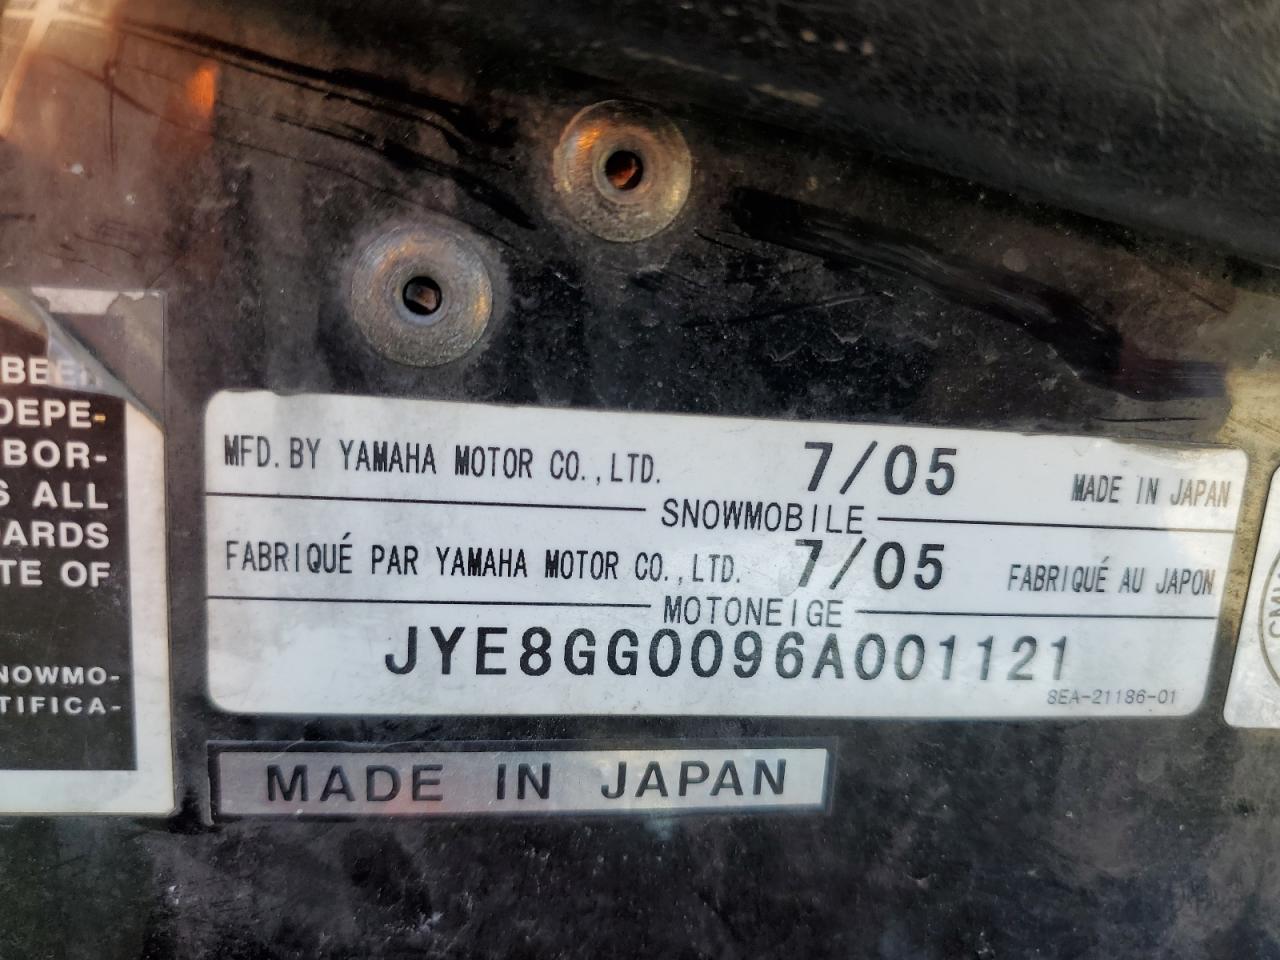 BEEN
DEPE-
BOR-
S ALL
ARDS
TE OF
NOWMO-
TIFICA-
MFD. BY YAMAHA MOTOR CO., LTD. 7/05 MADE IN JAPAN
SNOWMOBILE
FABRIQUÉ PAR YAMAHA MOTOR CO., LTD. 7/05 FABRIQUÉ AU JAPON
MOTONEIGE
JYE8GG0096A001121
8EA-21186-01
MADE IN JAPAN